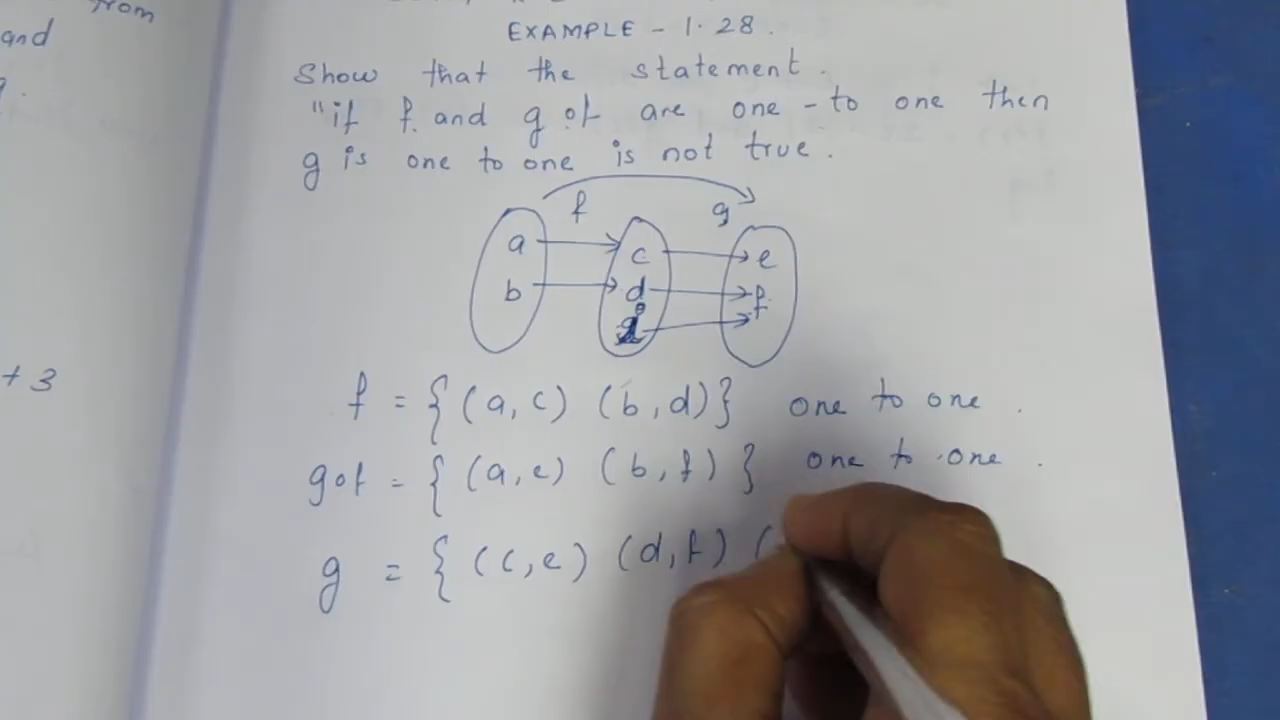 from
and
EXAMPLE - 1.28.
Show that the statement.
"if f and g of are one-to one then
g is one to one is not true.
f g
a c e
b d f
+ 3
f = { (a, c) (b, d) } one to one .
gof = { (a, e) (b, f) } one to one .
g = { (c, e) (d, f) (